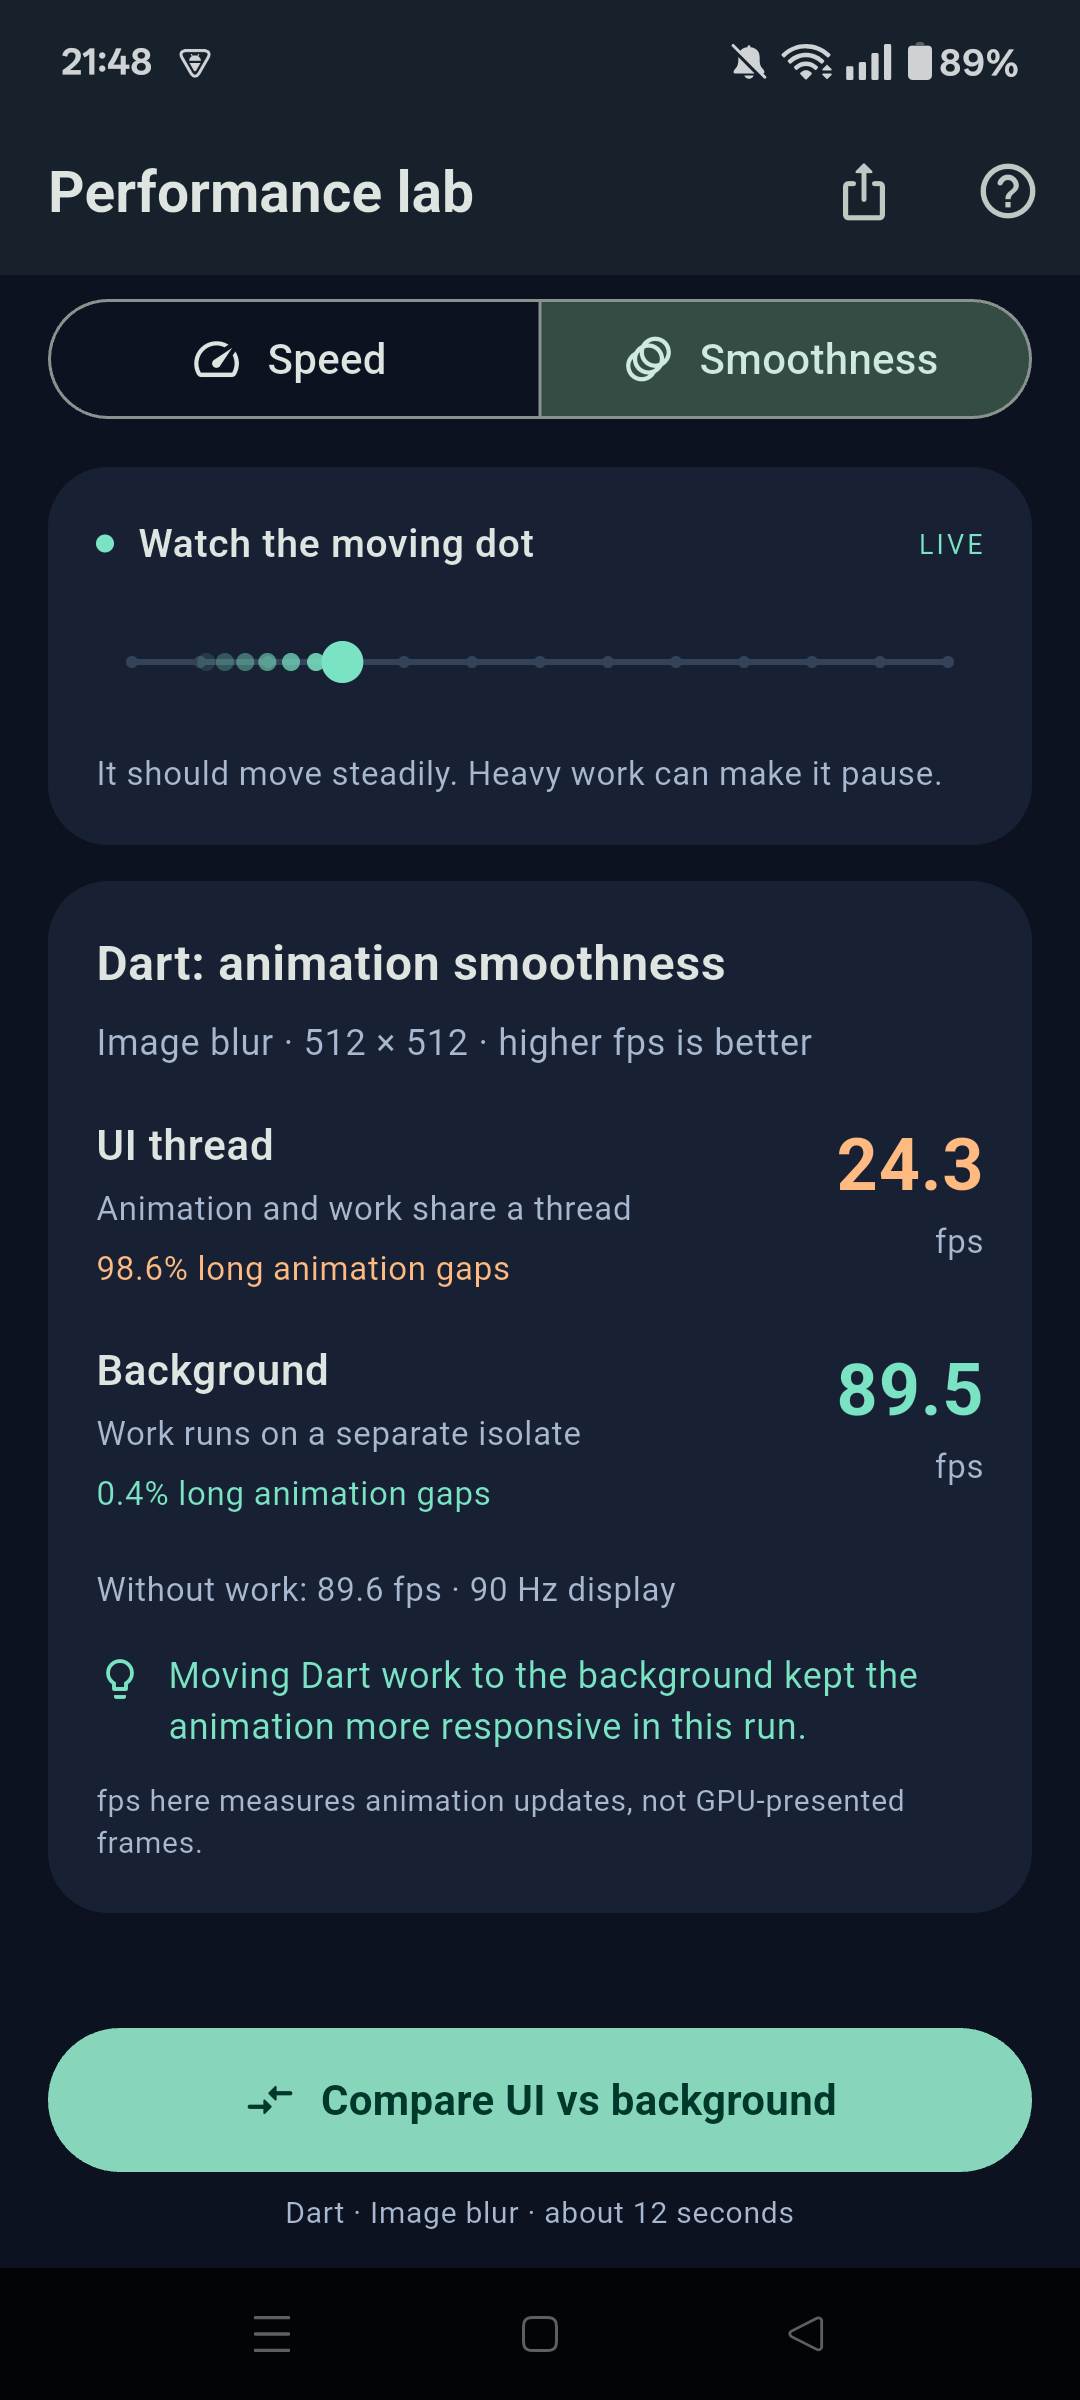 21:48
89%
Performance lab
Speed
Smoothness
Watch the moving dot
LIVE
It should move steadily. Heavy work can make it pause.
Dart: animation smoothness
Image blur · 512 × 512 · higher fps is better
UI thread
24.3
Animation and work share a thread
fps
98.6% long animation gaps
Background
89.5
Work runs on a separate isolate
fps
0.4% long animation gaps
Without work: 89.6 fps · 90 Hz display
Moving Dart work to the background kept the
animation more responsive in this run.
fps here measures animation updates, not GPU-presented
frames.
Compare UI vs background
Dart · Image blur · about 12 seconds